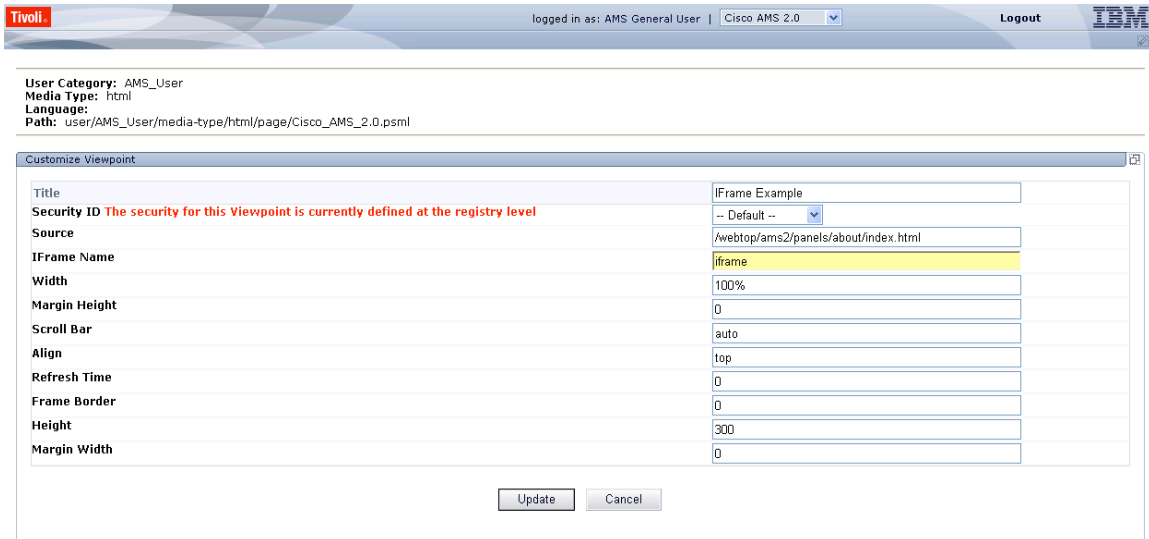 Tivoli. logged in as: AMS General User | Cisco AMS 2.0 Logout IBM
User Category: AMS_User
Media Type: html
Language:
Path: user/AMS_User/media-type/html/page/Cisco_AMS_2.0.psml
Customize Viewpoint
Title IFrame Example
Security ID The security for this Viewpoint is currently defined at the registry level -- Default --
Source /webtop/ams2/panels/about/index.html
IFrame Name iframe
Width 100%
Margin Height 0
Scroll Bar auto
Align top
Refresh Time 0
Frame Border 0
Height 300
Margin Width 0
Update Cancel